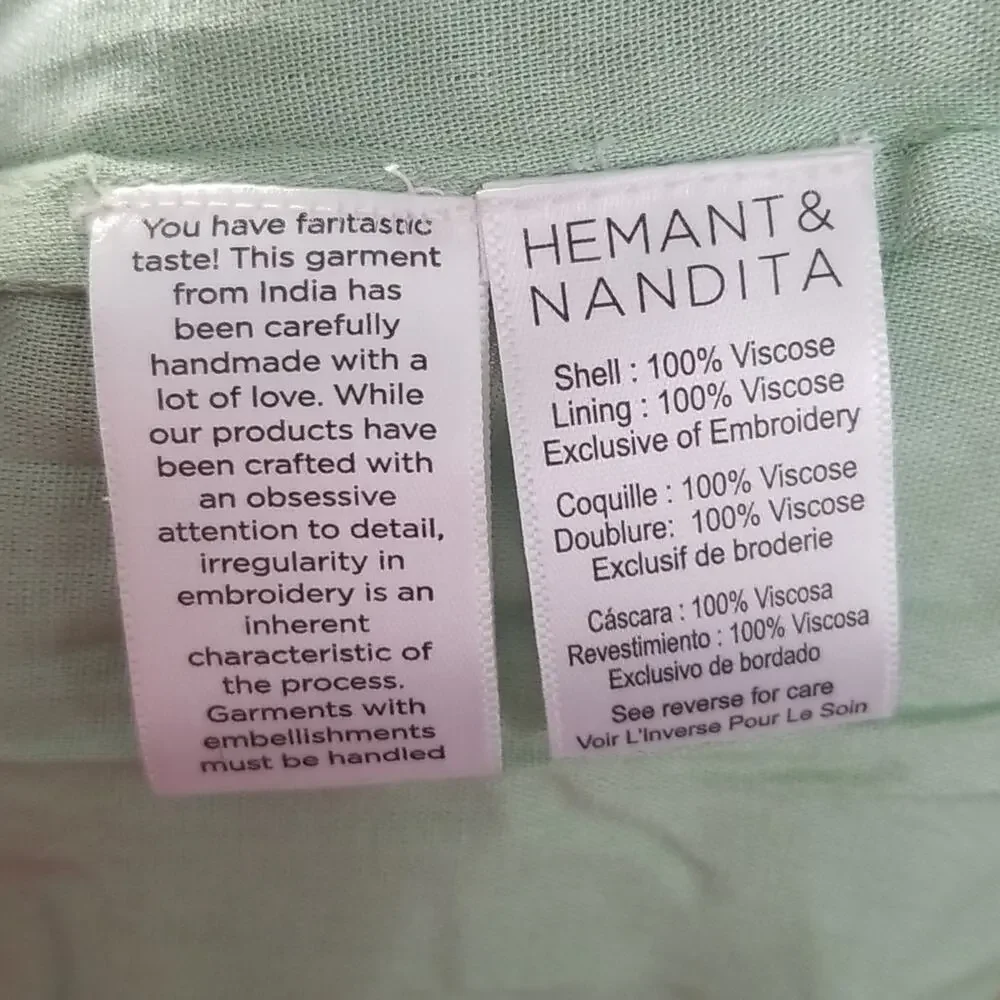 You have fantastic
taste! This garment
from India has
been carefully
handmade with a
lot of love. While
our products have
been crafted with
an obsessive
attention to detail,
irregularity in
embroidery is an
inherent
characteristic of
the process.
Garments with
embellishments
must be handled
HEMANT &
NANDITA
Shell : 100% Viscose
Lining : 100% Viscose
Exclusive of Embroidery
Coquille : 100% Viscose
Doublure: 100% Viscose
Exclusif de broderie
Cáscara : 100% Viscosa
Revestimiento : 100% Viscosa
Exclusivo de bordado
See reverse for care
Voir L'Inverse Pour Le Soin